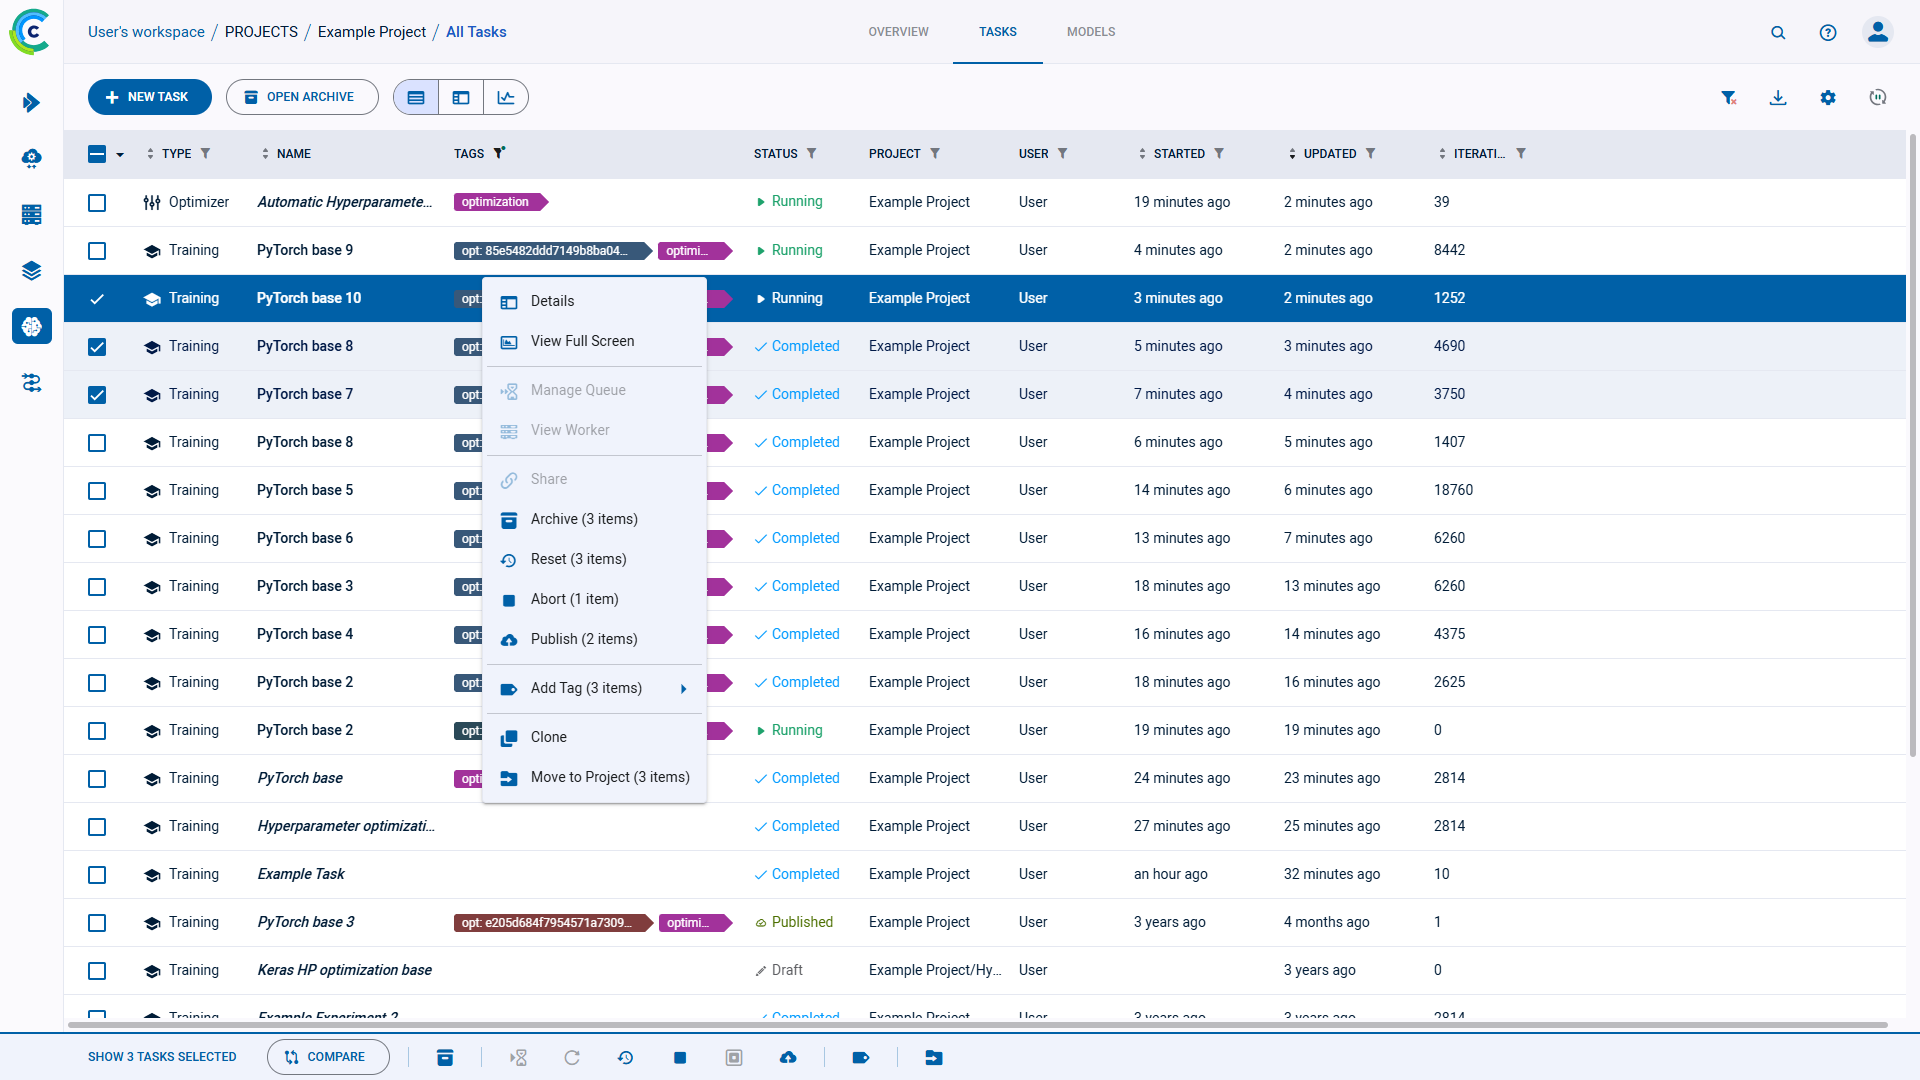 User's workspace / PROJECTS / Example Project / All Tasks
OVERVIEW TASKS MODELS
NEW TASK OPEN ARCHIVE
TYPE NAME TAGS STATUS PROJECT USER STARTED UPDATED ITERATI...
Optimizer Automatic Hyperparamete... optimization Running Example Project User 19 minutes ago 2 minutes ago 39
Training PyTorch base 9 opt: 85e5482ddd7149b8ba04... optimi... Running Example Project User 4 minutes ago 2 minutes ago 8442
Training PyTorch base 10 opt: Running Example Project User 3 minutes ago 2 minutes ago 1252
Training PyTorch base 8 opt: Completed Example Project User 5 minutes ago 3 minutes ago 4690
Training PyTorch base 7 opt: Completed Example Project User 7 minutes ago 4 minutes ago 3750
Training PyTorch base 8 opt: Completed Example Project User 6 minutes ago 5 minutes ago 1407
Training PyTorch base 5 opt: Completed Example Project User 14 minutes ago 6 minutes ago 18760
Training PyTorch base 6 opt: Completed Example Project User 13 minutes ago 7 minutes ago 6260
Training PyTorch base 3 opt: Completed Example Project User 18 minutes ago 13 minutes ago 6260
Training PyTorch base 4 opt: Completed Example Project User 16 minutes ago 14 minutes ago 4375
Training PyTorch base 2 opt: Completed Example Project User 18 minutes ago 16 minutes ago 2625
Training PyTorch base 2 opt: Running Example Project User 19 minutes ago 19 minutes ago 0
Training PyTorch base opti Completed Example Project User 24 minutes ago 23 minutes ago 2814
Training Hyperparameter optimizati... Completed Example Project User 27 minutes ago 25 minutes ago 2814
Training Example Task Completed Example Project User an hour ago 32 minutes ago 10
Training PyTorch base 3 opt: e205d684f7954571a7309... optimi... Published Example Project User 3 years ago 4 months ago 1
Training Keras HP optimization base Draft Example Project/Hy... User 3 years ago 0
Training Example Experiment 2 Completed Example Project User 3 years ago 3 years ago 2814
Details
View Full Screen
Manage Queue
View Worker
Share
Archive (3 items)
Reset (3 items)
Abort (1 item)
Publish (2 items)
Add Tag (3 items)
Clone
Move to Project (3 items)
SHOW 3 TASKS SELECTED COMPARE